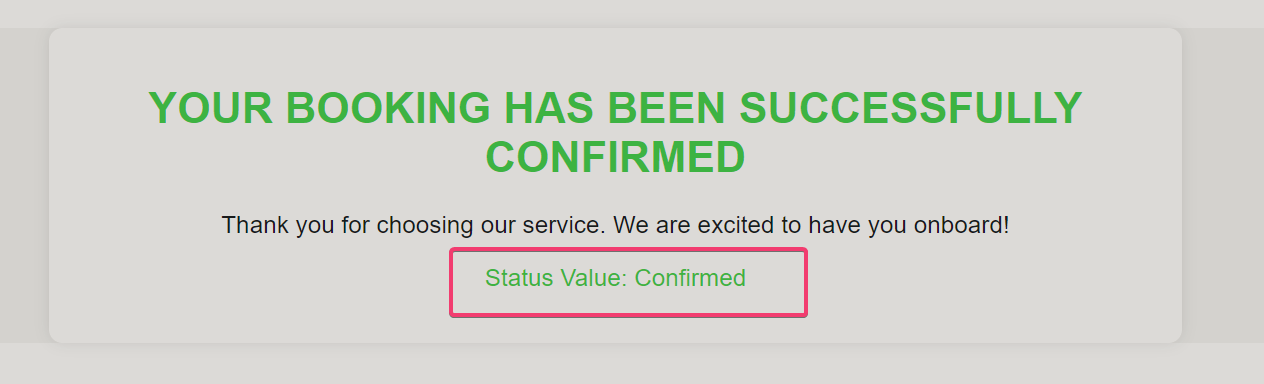 YOUR BOOKING HAS BEEN SUCCESSFULLY
CONFIRMED
Thank you for choosing our service. We are excited to have you onboard!
Status Value: Confirmed